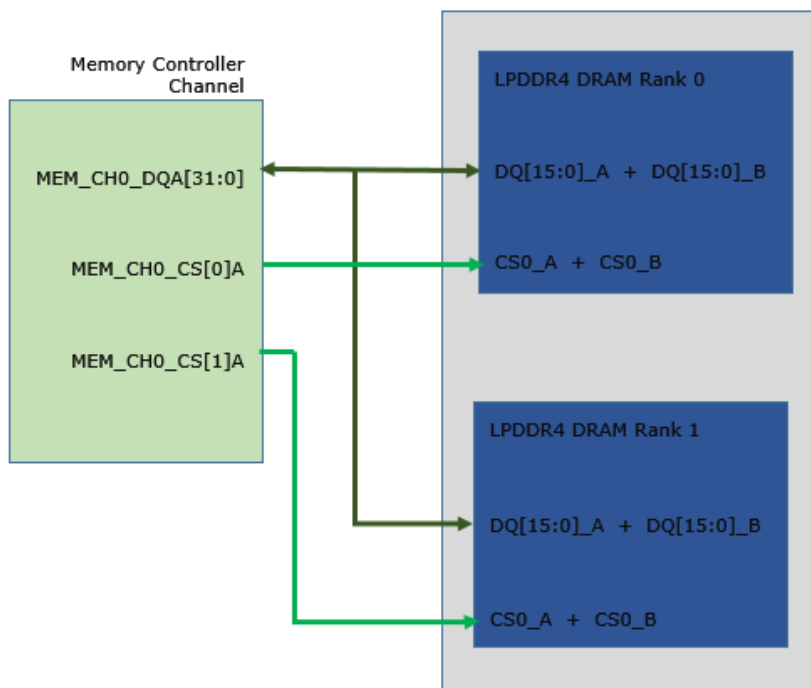 Memory Controller
Channel
MEM_CH0_DQA[31:0]
MEM_CH0_CS[0]A
MEM_CH0_CS[1]A
LPDDR4 DRAM Rank 0
DQ[15:0]_A + DQ[15:0]_B
CS0_A + CS0_B
LPDDR4 DRAM Rank 1
DQ[15:0]_A + DQ[15:0]_B
CS0_A + CS0_B